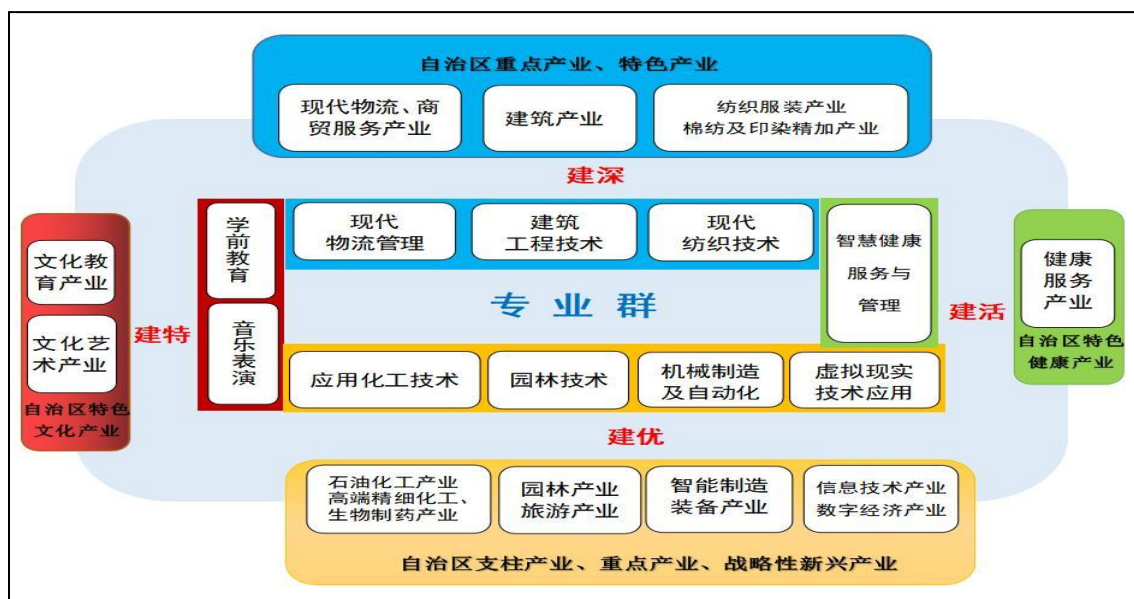 自治区重点产业、特色产业
现代物流、商
贸服务产业
建筑产业
纺织服装产业
棉纺及印染精加产业
建深
学前教育
现代
物流管理
建筑
工程技术
现代
纺织技术
智慧健康
服务与
管理
文化教
育产业
文化艺
术产业
自治区特色
文化产业
建特
专业群
建活
健康
服务
产业
自治区特色
健康产业
音乐表演
应用化工技术
园林技术
机械制造
及自动化
虚拟现实
技术应用
建优
石油化工产业
高端精细化工、
生物制药产业
园林产业
旅游产业
智能制造
装备产业
信息技术产业
数字经济产业
自治区支柱产业、重点产业、战略性新兴产业